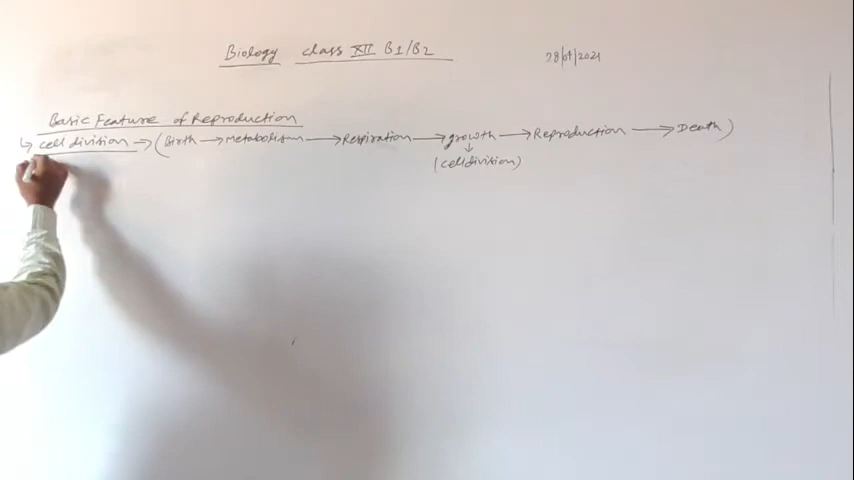 Biology class XII B1/B2
28/04/2021
Basic Feature of Reproduction
↳ cell division → (Birth → Metabolism → Respiration → growth → Reproduction → Death)
↓
(cell division)